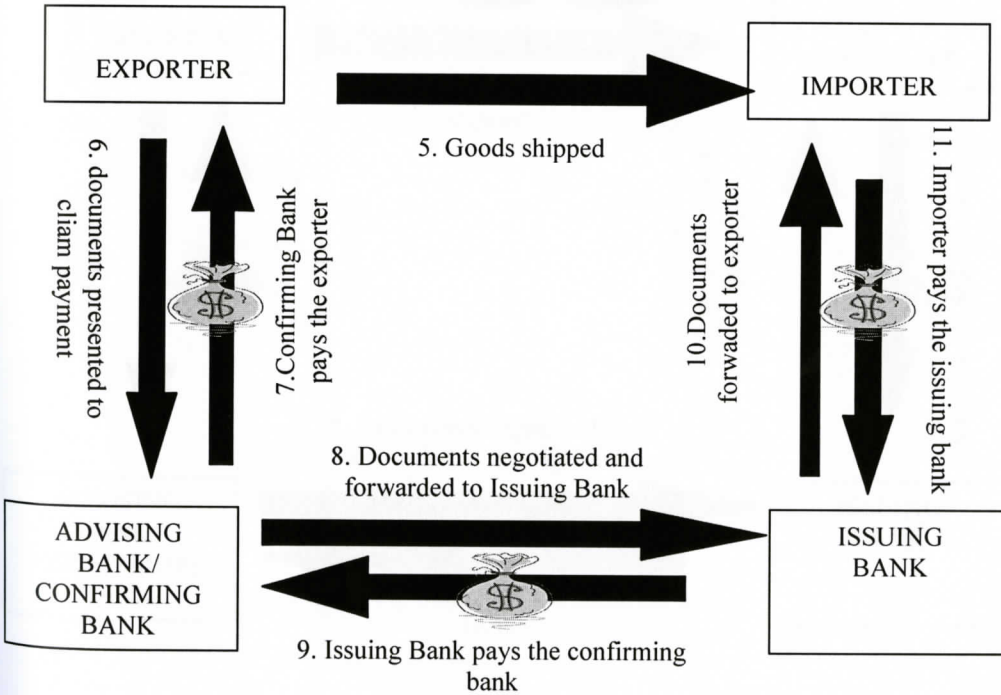 EXPORTER
IMPORTER
5. Goods shipped
6. documents presented to
cliam payment
7.Confirming Bank
pays the exporter
10.Documents
forwaded to exporter
11. Importer pays the issuing bank
8. Documents negotiated and
forwarded to Issuing Bank
ADVISING
BANK/
CONFIRMING
BANK
ISSUING
BANK
9. Issuing Bank pays the confirming
bank